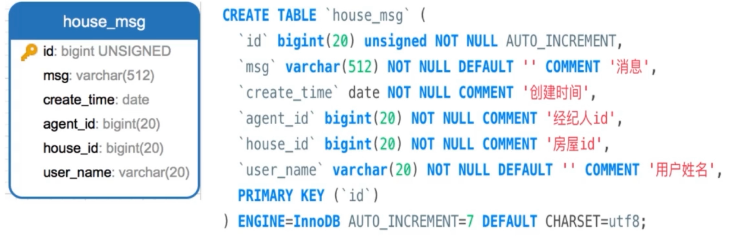 house_msg
id: bigint UNSIGNED
msg: varchar(512)
create_time: date
agent_id: bigint(20)
house_id: bigint(20)
user_name: varchar(20)
CREATE TABLE `house_msg` (
  `id` bigint(20) unsigned NOT NULL AUTO_INCREMENT,
  `msg` varchar(512) NOT NULL DEFAULT '' COMMENT '消息',
  `create_time` date NOT NULL COMMENT '创建时间',
  `agent_id` bigint(20) NOT NULL COMMENT '经纪人id',
  `house_id` bigint(20) NOT NULL COMMENT '房屋id',
  `user_name` varchar(20) NOT NULL DEFAULT '' COMMENT '用户姓名',
  PRIMARY KEY (`id`)
) ENGINE=InnoDB AUTO_INCREMENT=7 DEFAULT CHARSET=utf8;